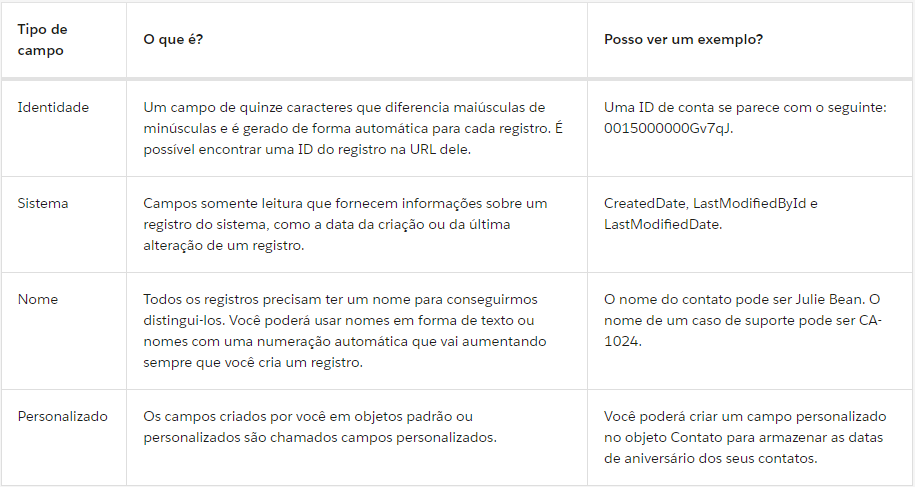 Tipo de
campo
O que é?
Posso ver um exemplo?
Identidade
Um campo de quinze caracteres que diferencia maiúsculas de
minúsculas e é gerado de forma automática para cada registro. É
possível encontrar uma ID do registro na URL dele.
Uma ID de conta se parece com o seguinte:
0015000000Gv7qJ.
Sistema
Campos somente leitura que fornecem informações sobre um
registro do sistema, como a data da criação ou da última
alteração de um registro.
CreatedDate, LastModifiedById e
LastModifiedDate.
Nome
Todos os registros precisam ter um nome para conseguirmos
distingui-los. Você poderá usar nomes em forma de texto ou
nomes com uma numeração automática que vai aumentando
sempre que você cria um registro.
O nome do contato pode ser Julie Bean. O
nome de um caso de suporte pode ser CA-
1024.
Personalizado
Os campos criados por você em objetos padrão ou
personalizados são chamados campos personalizados.
Você poderá criar um campo personalizado
no objeto Contato para armazenar as datas
de aniversário dos seus contatos.